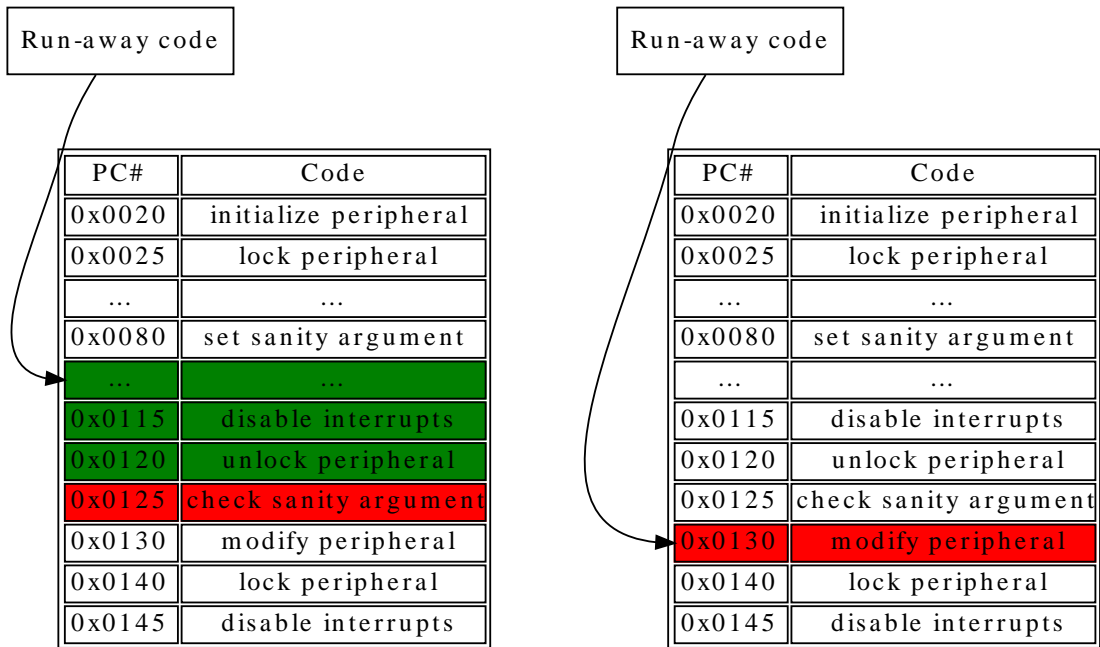 Run-away code
PC# Code
0x0020 initialize peripheral
0x0025 lock peripheral
... ...
0x0080 set sanity argument
... ...
0x0115 disable interrupts
0x0120 unlock peripheral
0x0125 check sanity argument
0x0130 modify peripheral
0x0140 lock peripheral
0x0145 disable interrupts
Run-away code
PC# Code
0x0020 initialize peripheral
0x0025 lock peripheral
... ...
0x0080 set sanity argument
... ...
0x0115 disable interrupts
0x0120 unlock peripheral
0x0125 check sanity argument
0x0130 modify peripheral
0x0140 lock peripheral
0x0145 disable interrupts